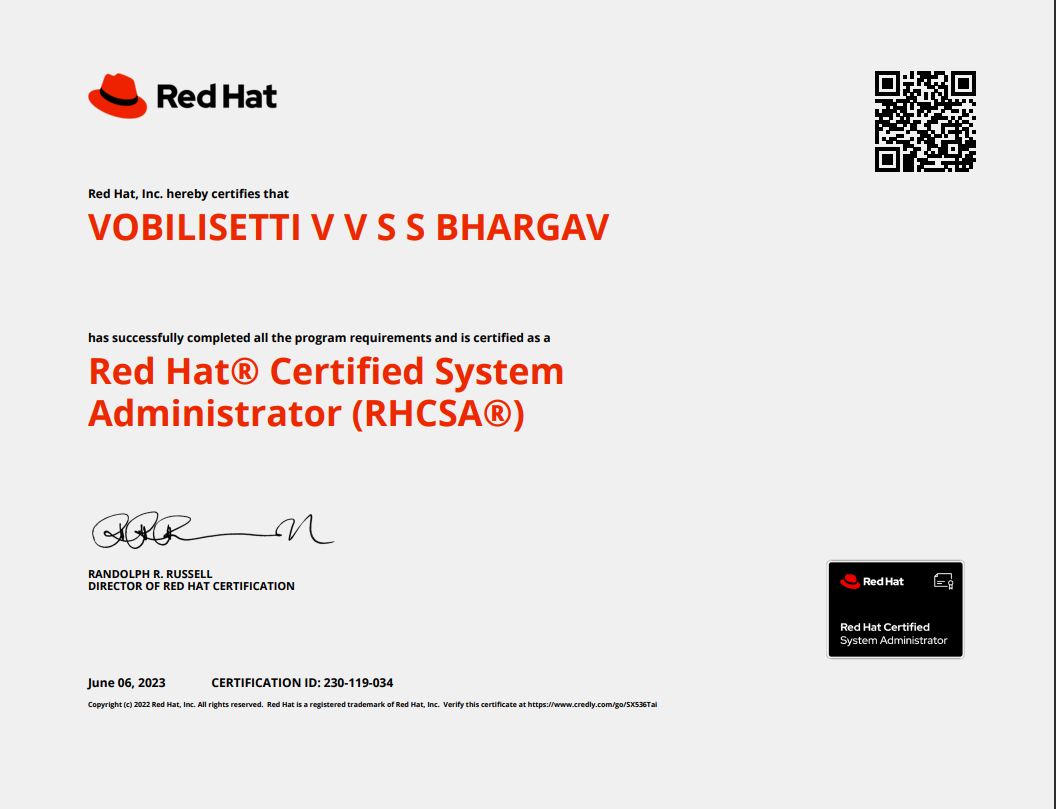 Red Hat
Red Hat, Inc. hereby certifies that
VOBILISETTI V V S S BHARGAV
has successfully completed all the program requirements and is certified as a
Red Hat® Certified System
Administrator (RHCSA®)
RANDOLPH R. RUSSELL
DIRECTOR OF RED HAT CERTIFICATION
Red Hat
Red Hat Certified
System Administrator
June 06, 2023 CERTIFICATION ID: 230-119-034
Copyright (c) 2022 Red Hat, Inc. All rights reserved. Red Hat is a registered trademark of Red Hat, Inc. Verify this certificate at https://www.credly.com/go/SX536Tai